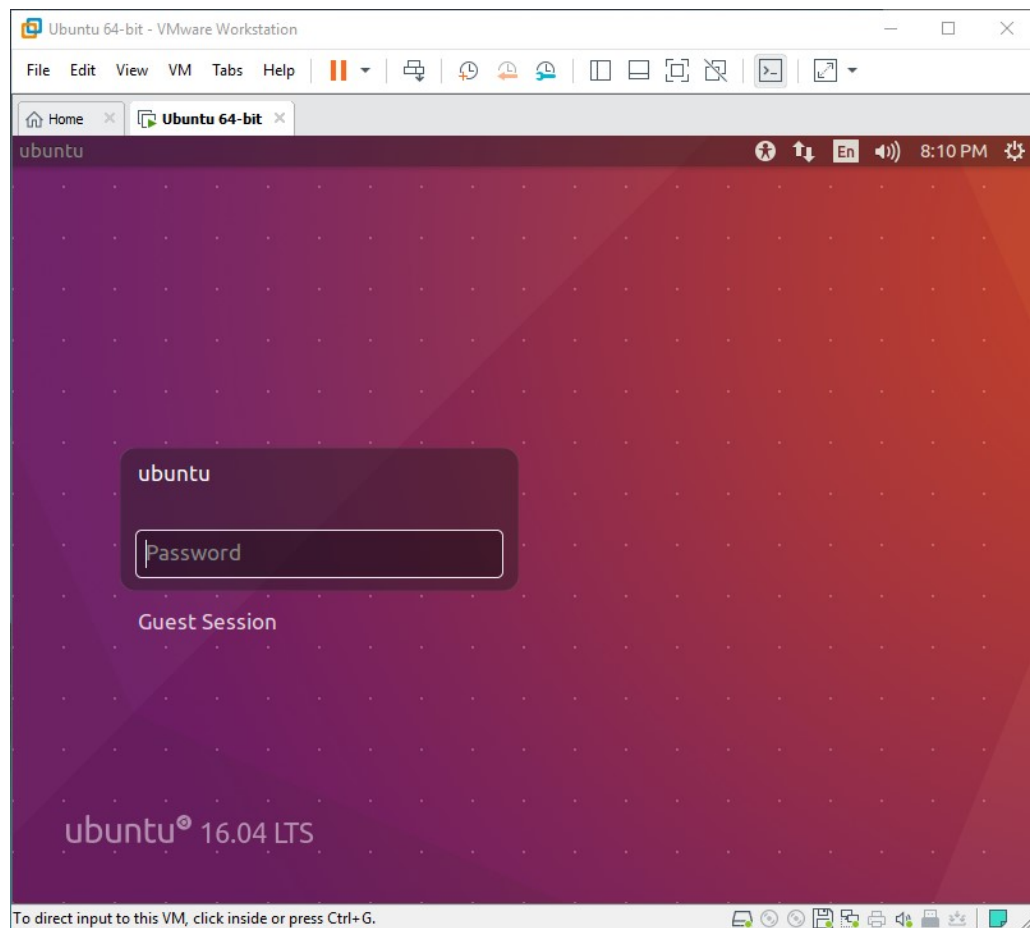 Ubuntu 64-bit - VMware Workstation
File Edit View VM Tabs Help
Home Ubuntu 64-bit
ubuntu En 8:10 PM
ubuntu
Password
Guest Session
ubuntu 16.04 LTS
To direct input to this VM, click inside or press Ctrl+G.